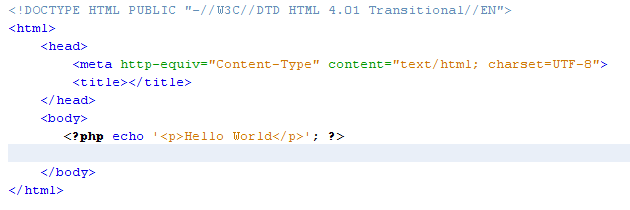 <!DOCTYPE HTML PUBLIC "-//W3C//DTD HTML 4.01 Transitional//EN">
<html>
    <head>
        <meta http-equiv="Content-Type" content="text/html; charset=UTF-8">
        <title></title>
    </head>
    <body>
       <?php echo '<p>Hello World</p>'; ?>
    </body>
</html>